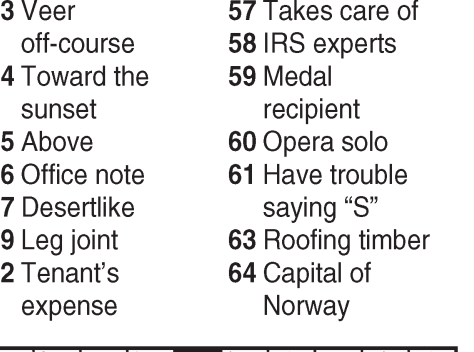 3 Veer
off-course
4 Toward the
sunset
5 Above
6 Office note
7 Desertlike
9 Leg joint
2 Tenant's
expense
57 Takes care of
58 IRS experts
59 Medal
recipient
60 Opera solo
61 Have trouble
saying “S”
63 Roofing timber
64 Capital of
Norway